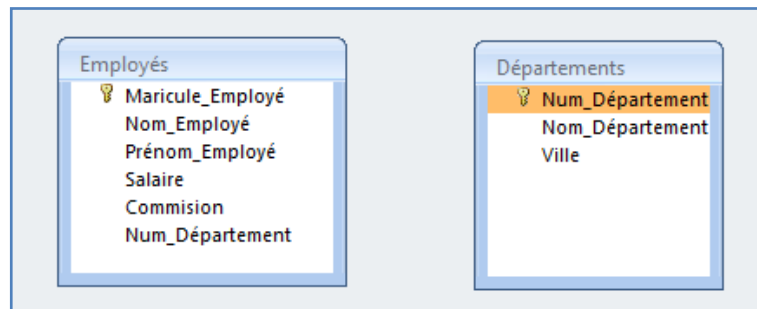 Employés
Maricule_Employé
Nom_Employé
Prénom_Employé
Salaire
Commision
Num_Département
Départements
Num_Département
Nom_Département
Ville